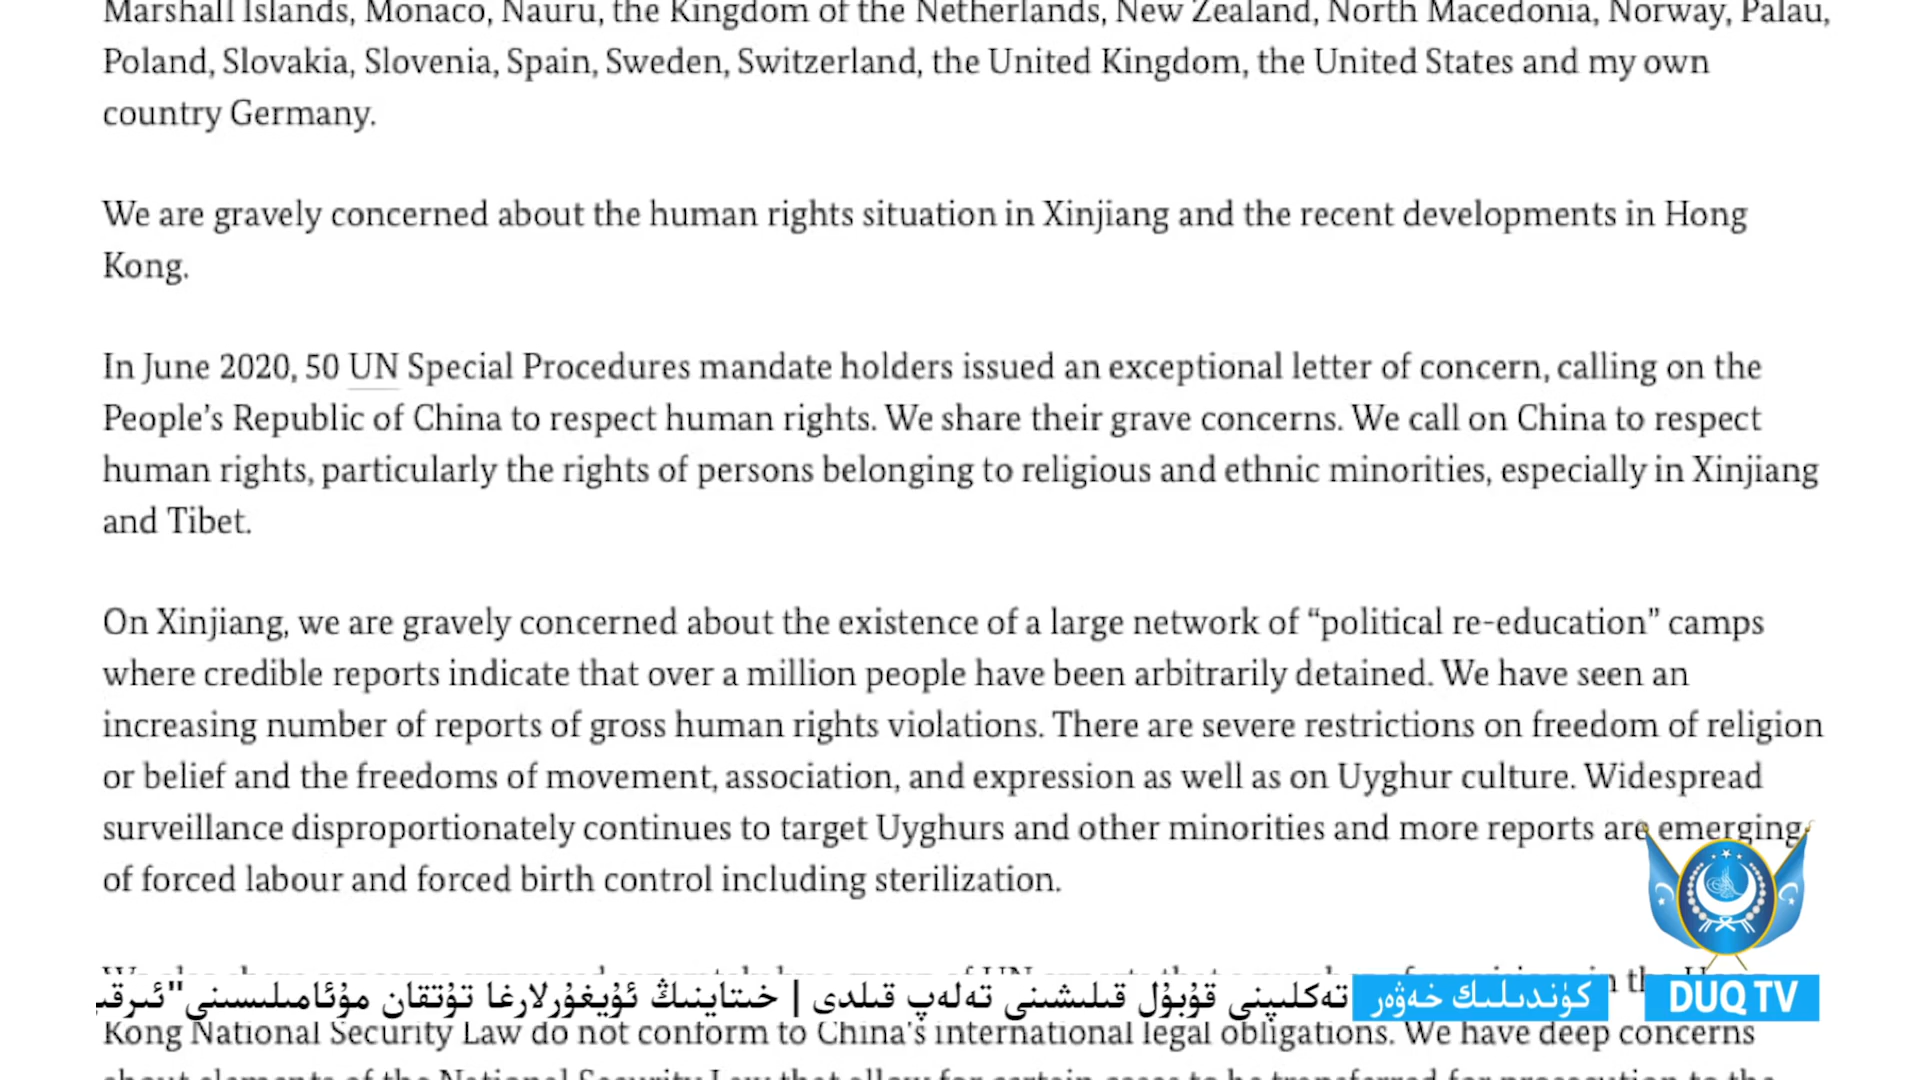 Marshall Islands, Monaco, Nauru, the Kingdom of the Netherlands, New Zealand, North Macedonia, Norway, Palau,
Poland, Slovakia, Slovenia, Spain, Sweden, Switzerland, the United Kingdom, the United States and my own
country Germany.
We are gravely concerned about the human rights situation in Xinjiang and the recent developments in Hong
Kong.
In June 2020, 50 UN Special Procedures mandate holders issued an exceptional letter of concern, calling on the
People’s Republic of China to respect human rights. We share their grave concerns. We call on China to respect
human rights, particularly the rights of persons belonging to religious and ethnic minorities, especially in Xinjiang
and Tibet.
On Xinjiang, we are gravely concerned about the existence of a large network of “political re-education” camps
where credible reports indicate that over a million people have been arbitrarily detained. We have seen an
increasing number of reports of gross human rights violations. There are severe restrictions on freedom of religion
or belief and the freedoms of movement, association, and expression as well as on Uyghur culture. Widespread
surveillance disproportionately continues to target Uyghurs and other minorities and more reports are emerging
of forced labour and forced birth control including sterilization.
كۈندىلىك خەۋەر
تەكلىپنى قۇبۇل قىلىشنى تەلەپ قىلدى | خىتاينىڭ ئۇيغۇرلارغا تۇتقان مۇئامىلىسىنى"ئىرقى
DUQ TV
Kong National Security Law do not conform to China’s international legal obligations. We have deep concerns